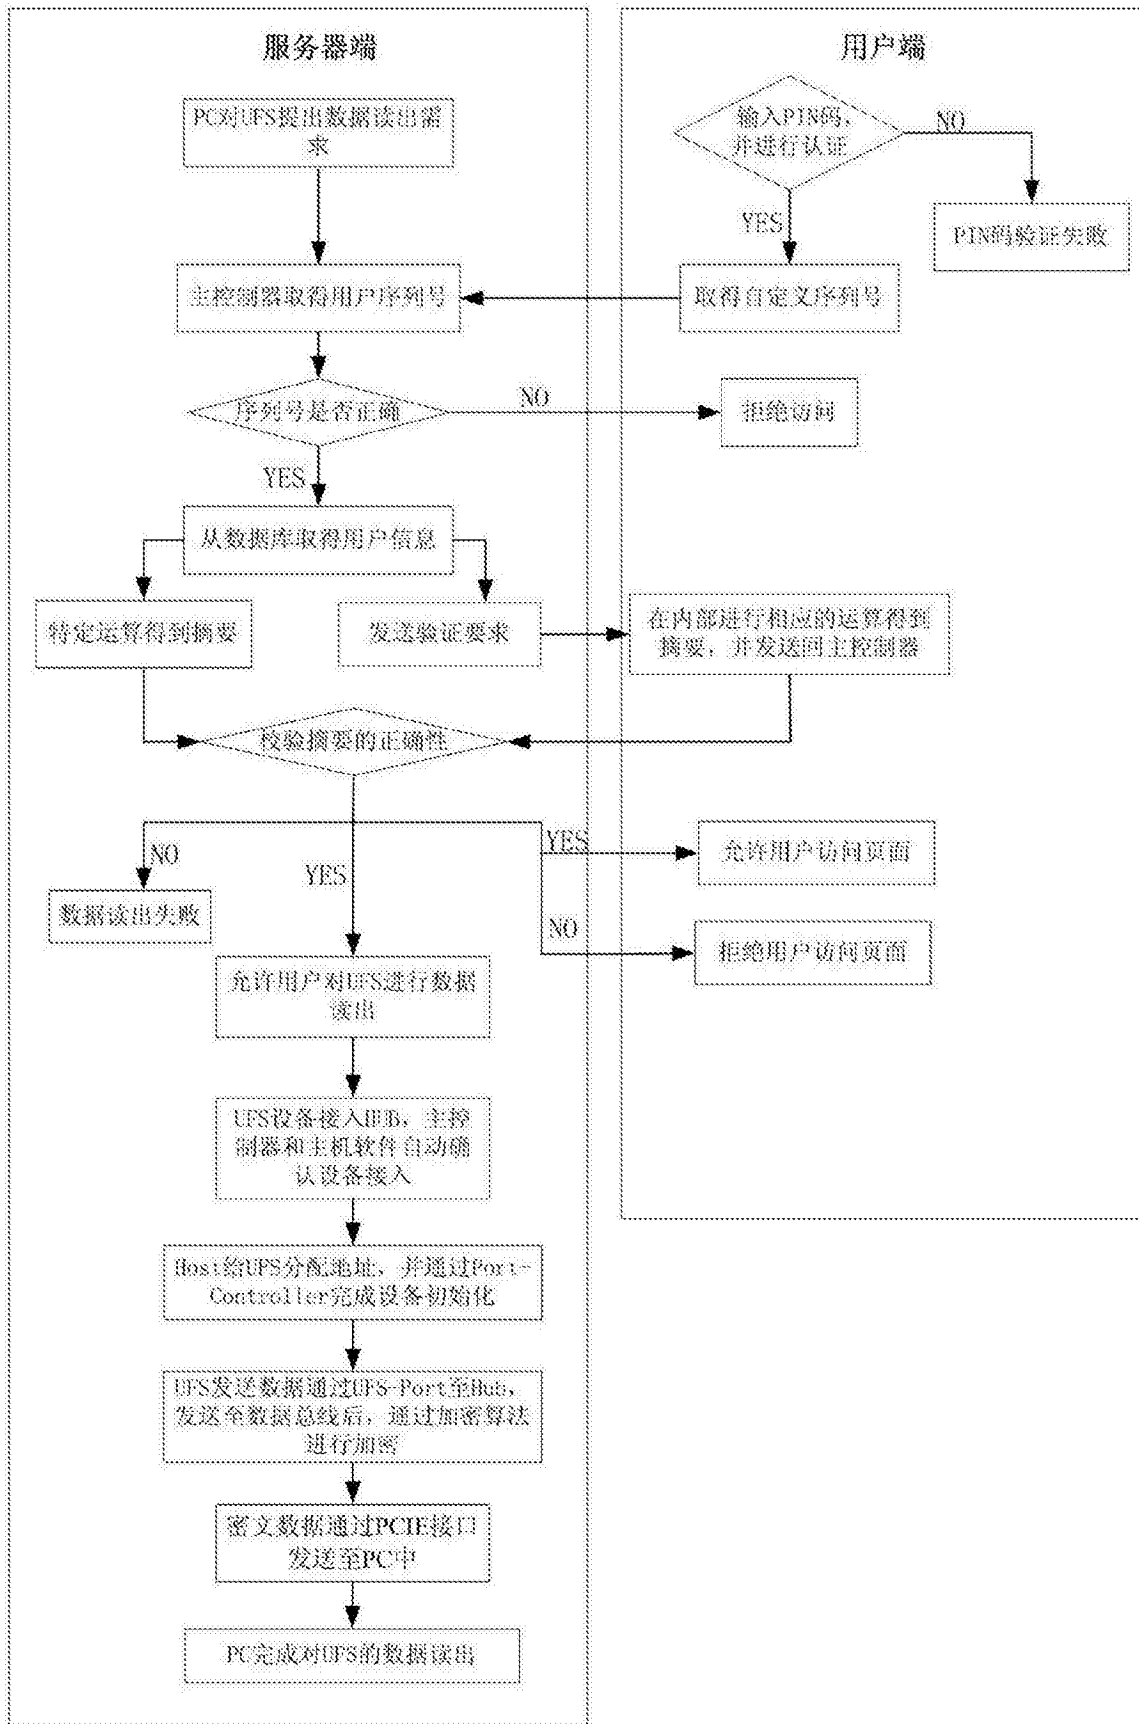 服务器端
用户端
PC对UFS提出数据读出需
求
输入PIN码，
并进行认证
NO
YES
PIN码验证失败
主控制器取得用户序列号
取得自定义序列号
序列号是否正确
NO
拒绝访问
YES
从数据库取得用户信息
特定运算得到摘要
发送验证要求
在内部进行相应的运算得到
摘要，并发送回主控制器
校验摘要的正确性
NO
YES
YES
允许用户访问页面
数据读出失败
NO
拒绝用户访问页面
允许用户对UFS进行数据
读出
UFS设备接入HUB，主控
制器和主机软件自动确
认设备接入
Host给UFS分配地址，并通过Port-
Controller完成设备初始化
UFS发送数据通过UFS-Port至Hub，
发送至数据总线后，通过加密算法
进行加密
密文数据通过PCIE接口
发送至PC中
PC完成对UFS的数据读出